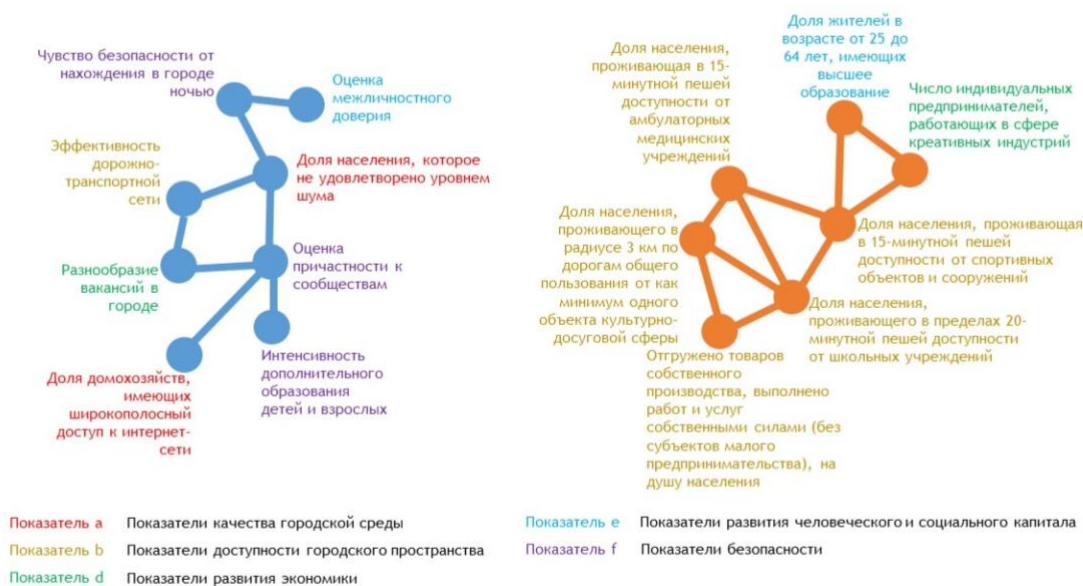 Чувство безопасности от
нахождения в городе
ночью
Оценка
межличностного
доверия
Эффективность
дорожно-
транспортной
сети
Доля населения, которое
не удовлетворено уровнем
шума
Разнообразие
вакансий в
городе
Оценка
причастности к
сообществам
Доля домохозяйств,
имеющих
широкополосный
доступ к интернет-
сети
Интенсивность
дополнительного
образования
детей и взрослых
Доля населения,
проживающая в 15-
минутной пешей
доступности от
амбулаторных
медицинских
учреждений
Доля жителей в
возрасте от 25 до
64 лет, имеющих
высшее
образование
Число индивидуальных
предпринимателей,
работающих в сфере
креативных индустрий
Доля населения,
проживающего в
радиусе 3 км по
дорогам общего
пользования от как
минимум одного
объекта культурно-
досуговой сферы
Доля населения, проживающая
в 15-минутной пешей
доступности от спортивных
объектов и сооружений
Доля населения,
проживающего в пределах 20-
минутной пешей доступности
от школьных учреждений
Отгружено товаров
собственного
производства, выполнено
работ и услуг
собственными силами (без
субъектов малого
предпринимательства), на
душу населения
Показатель a Показатели качества городской среды
Показатель b Показатели доступности городского пространства
Показатель d Показатели развития экономики
Показатель e Показатели развития человеческого и социального капитала
Показатель f Показатели безопасности